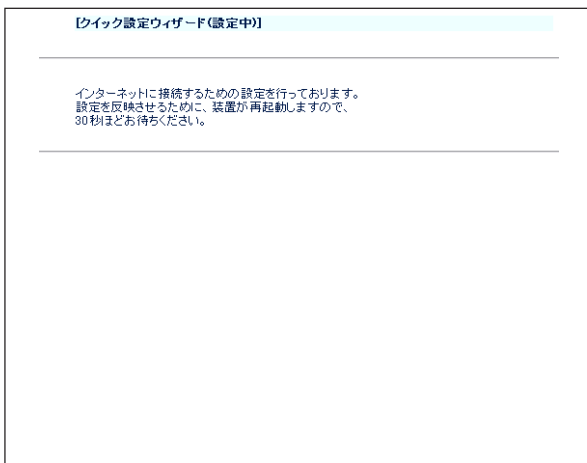 [クイック設定ウィザード(設定中)]
インターネットに接続するための設定を行っております。
設定を反映させるために、装置が再起動しますので、
30秒ほどお待ちください。